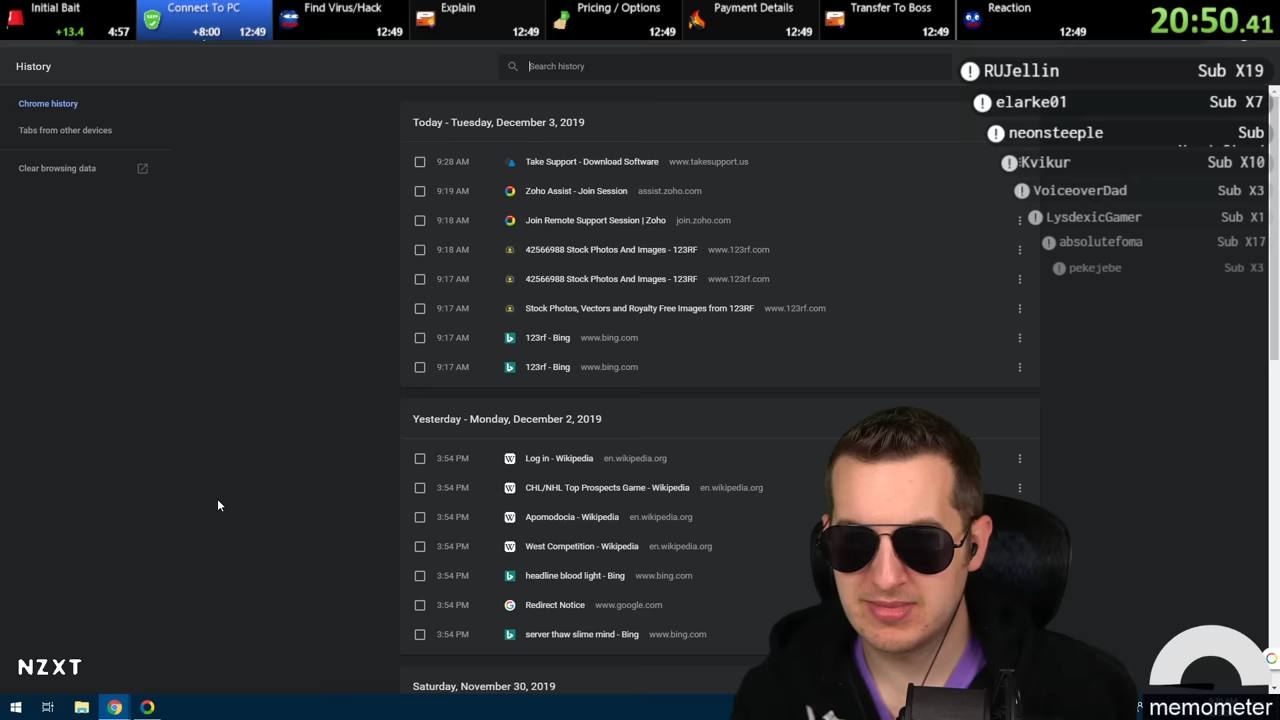 Initial Bait
+13.4 4:57
Connect To PC
+8:00 12:49
Find Virus/Hack
12:49
Explain
12:49
Pricing / Options
12:49
Payment Details
12:49
Transfer To Boss
12:49
Reaction
12:49
20:50.41
History
Search history
RUJellin Sub X19
elarke01 Sub X7
neonsteeple Sub
Kvikur Sub X10
VoiceoverDad Sub X3
LysdexicGamer Sub X1
absolutefoma Sub X17
pekejebe Sub X3
Chrome history
Tabs from other devices
Clear browsing data
Today - Tuesday, December 3, 2019
9:28 AM Take Support - Download Software www.takesupport.us
9:19 AM Zoho Assist - Join Session assist.zoho.com
9:18 AM Join Remote Support Session | Zoho join.zoho.com
9:18 AM 42566988 Stock Photos And Images - 123RF www.123rf.com
9:17 AM 42566988 Stock Photos And Images - 123RF www.123rf.com
9:17 AM Stock Photos, Vectors and Royalty Free Images from 123RF www.123rf.com
9:17 AM 123rf - Bing www.bing.com
9:17 AM 123rf - Bing www.bing.com
Yesterday - Monday, December 2, 2019
3:54 PM Log in - Wikipedia en.wikipedia.org
3:54 PM CHL/NHL Top Prospects Game - Wikipedia en.wikipedia.org
3:54 PM Apomodocia - Wikipedia en.wikipedia.org
3:54 PM West Competition - Wikipedia en.wikipedia.org
3:54 PM headline blood light - Bing www.bing.com
3:54 PM Redirect Notice www.google.com
3:54 PM server thaw slime mind - Bing www.bing.com
Saturday, November 30, 2019
NZXT
memometer